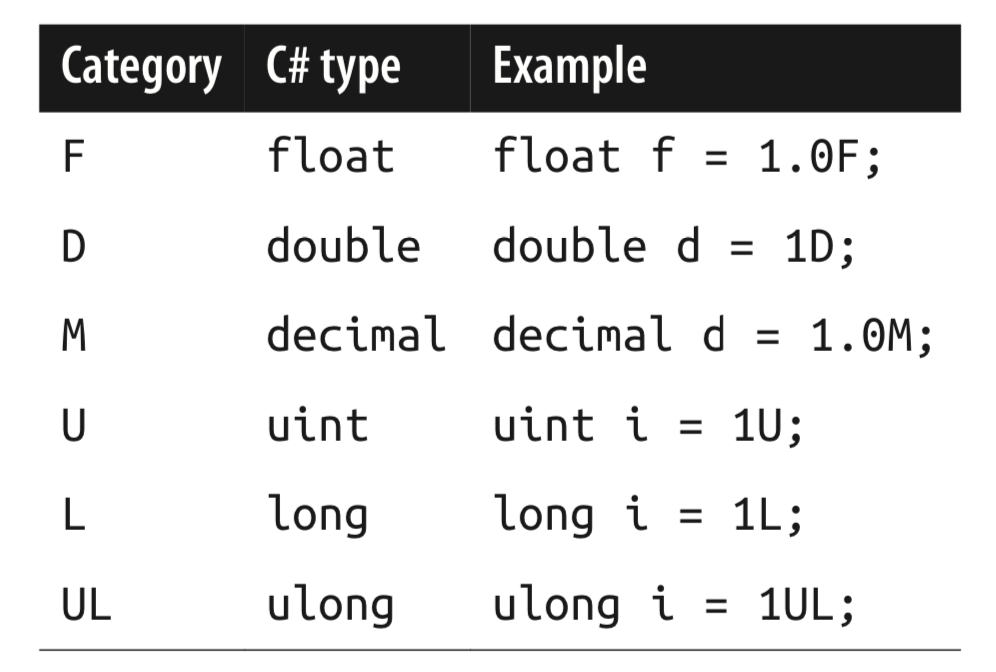 Category C# type Example
F float float f = 1.0F;
D double double d = 1D;
M decimal decimal d = 1.0M;
U uint uint i = 1U;
L long long i = 1L;
UL ulong ulong i = 1UL;